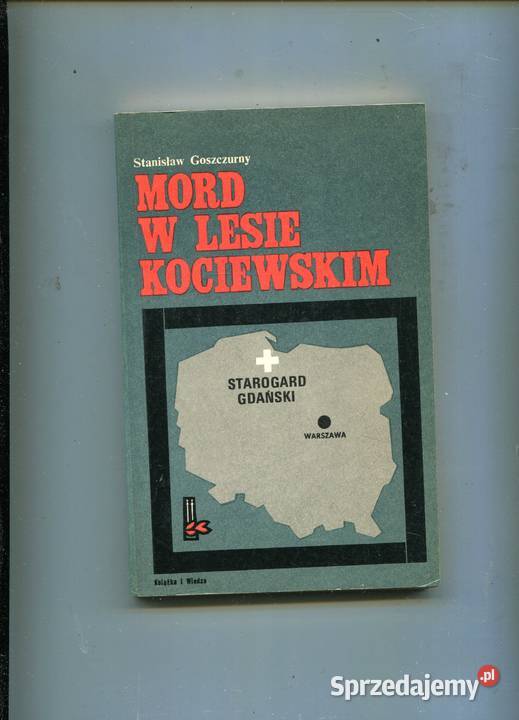 Stanisław Goszczurny
MORD
W LESIE
KOCIEWSKIM
STAROGARD
GDAŃSKI
WARSZAWA
Książka i Wiedza
Sprzedajemy.pl